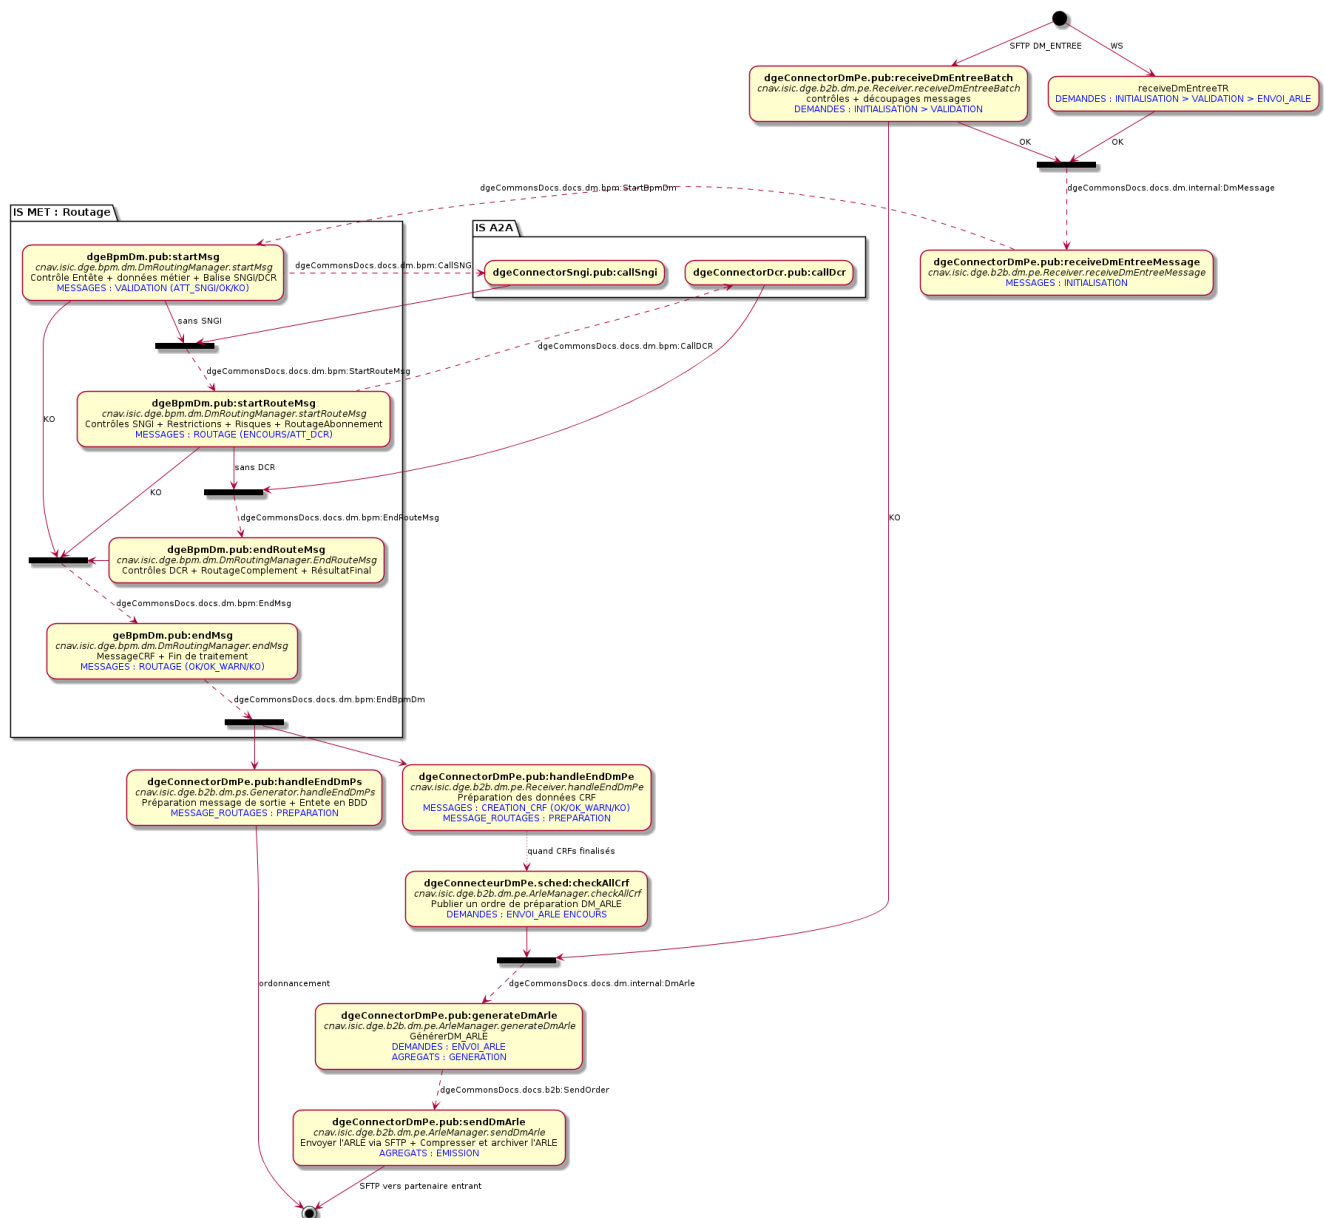 SFTP DM_ENTREE
WS
dgeConnectorDmPe.pub:receiveDmEntreeBatch
cnav.isic.dge.b2b.dm.pe.Receiver.receiveDmEntreeBatch
contrôles + découpages messages
DEMANDES : INITIALISATION > VALIDATION
receiveDmEntreeTR
DEMANDES : INITIALISATION > VALIDATION > ENVOI_ARLE
OK
OK
dgeCommonsDocs.docs.dm.bpm:StartBpmDm
dgeCommonsDocs.docs.dm.internal:DmMessage
IS MET : Routage
IS A2A
dgeBpmDm.pub:startMsg
cnav.isic.dge.bpm.dm.DmRoutingManager.startMsg
Contrôle Entête + données métier + Balise SNGI/DCR
MESSAGES : VALIDATION (ATT_SNGI/OK/KO)
dgeCommonsDocs.docs.dm.bpm:CallSNG
dgeConnectorSngi.pub:callSngi
dgeConnectorDcr.pub:callDcr
dgeConnectorDmPe.pub:receiveDmEntreeMessage
cnav.isic.dge.b2b.dm.pe.Receiver.receiveDmEntreeMessage
MESSAGES : INITIALISATION
sans SNGI
dgeCommonsDocs.docs.dm.bpm:CallDCR
dgeCommonsDocs.docs.dm.bpm:StartRouteMsg
dgeBpmDm.pub:startRouteMsg
cnav.isic.dge.bpm.dm.DmRoutingManager.startRouteMsg
Contrôles SNGI + Restrictions + Risques + RoutageAbonnement
MESSAGES : ROUTAGE (ENCOURS/ATT_DCR)
KO
sans DCR
KO
dgeCommonsDocs.docs.dm.bpm:EndRouteMsg
KO
dgeBpmDm.pub:endRouteMsg
cnav.isic.dge.bpm.dm.DmRoutingManager.EndRouteMsg
Contrôles DCR + RoutageComplement + RésultatFinal
dgeCommonsDocs.docs.dm.bpm:EndMsg
geBpmDm.pub:endMsg
cnav.isic.dge.bpm.dm.DmRoutingManager.endMsg
MessageCRF + Fin de traitement
MESSAGES : ROUTAGE (OK/OK_WARN/KO)
dgeCommonsDocs.docs.dm.bpm:EndBpmDm
dgeConnectorDmPe.pub:handleEndDmPs
cnav.isic.dge.b2b.dm.ps.Generator.handleEndDmPs
Préparation message de sortie + Entete en BDD
MESSAGE_ROUTAGES : PREPARATION
dgeConnectorDmPe.pub:handleEndDmPe
cnav.isic.dge.b2b.dm.pe.Receiver.handleEndDmPe
Préparation des données CRF
MESSAGES : CREATION_CRF (OK/OK_WARN/KO)
MESSAGE_ROUTAGES : PREPARATION
quand CRFs finalisés
dgeConnecteurDmPe.sched:checkAllCrf
cnav.isic.dge.b2b.dm.pe.ArleManager.checkAllCrf
Publier un ordre de préparation DM_ARLE
DEMANDES : ENVOI_ARLE ENCOURS
ordonnancement
dgeCommonsDocs.docs.dm.internal:DmArle
dgeConnectorDmPe.pub:generateDmArle
cnav.isic.dge.b2b.dm.pe.ArleManager.generateDmArle
GénérerDM_ARLE
DEMANDES : ENVOI_ARLE
AGREGATS : GENERATION
dgeCommonsDocs.docs.b2b:SendOrder
dgeConnectorDmPe.pub:sendDmArle
cnav.isic.dge.b2b.dm.pe.ArleManager.sendDmArle
Envoyer l'ARLE via SFTP + Compresser et archiver l'ARLE
AGREGATS : EMISSION
SFTP vers partenaire entrant